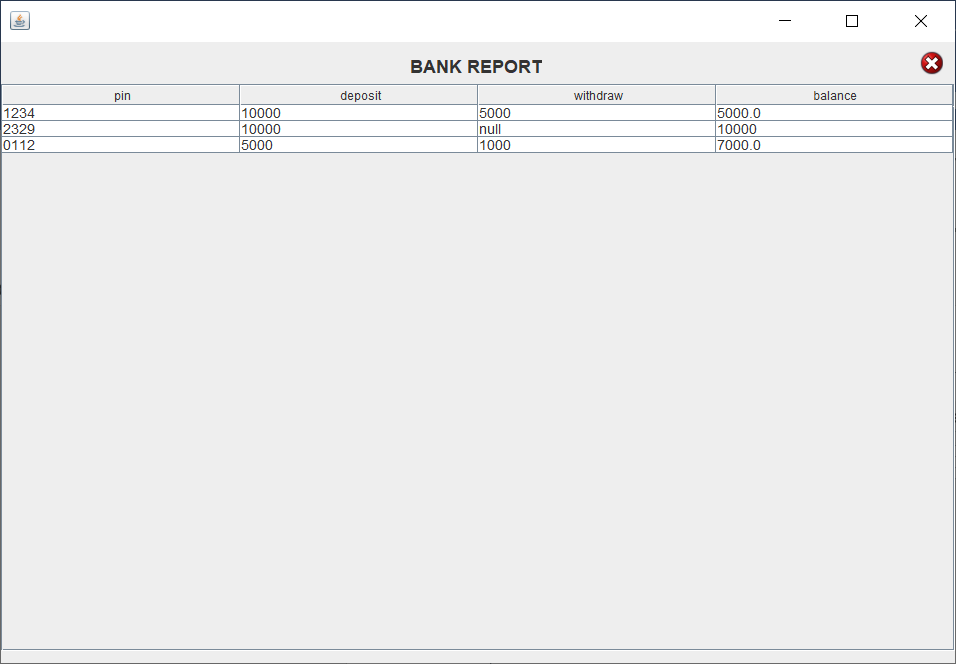 BANK REPORT
pin deposit withdraw balance
1234 10000 5000 5000.0
2329 10000 null 10000
0112 5000 1000 7000.0